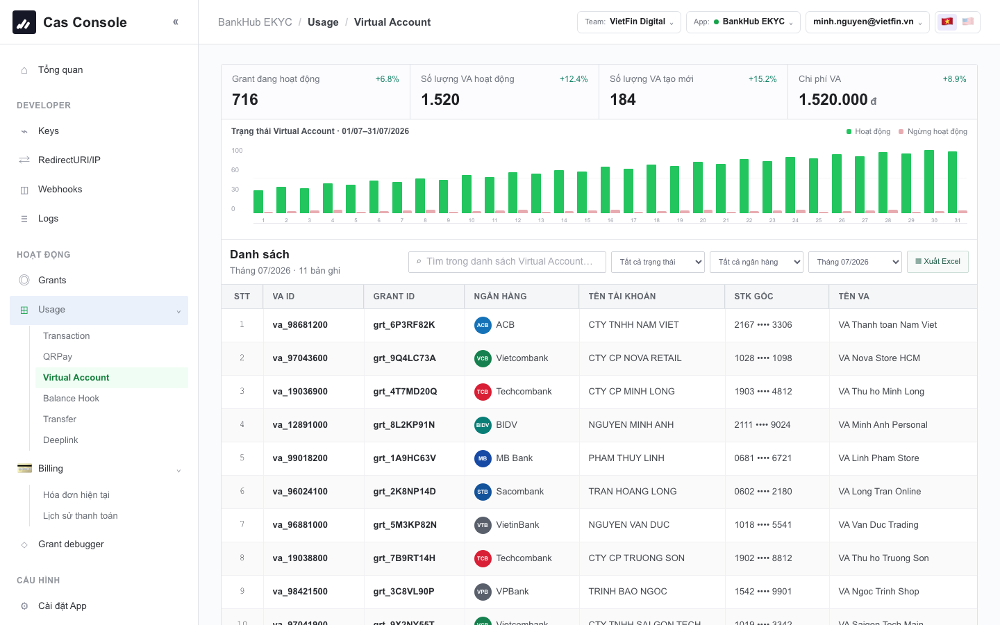 Cas Console «
BankHub EKYC / Usage / Virtual Account
Team: VietFin Digital
App: BankHub EKYC
minh.nguyen@vietfin.vn
Tổng quan
DEVELOPER
Keys
RedirectURI/IP
Webhooks
Logs
HOẠT ĐỘNG
Grants
Usage
Transaction
QRPay
Virtual Account
Balance Hook
Transfer
Deeplink
Billing
Hóa đơn hiện tại
Lịch sử thanh toán
Grant debugger
CẤU HÌNH
Cài đặt App
Grant đang hoạt động +6.8%
716
Số lượng VA hoạt động +12.4%
1.520
Số lượng VA tạo mới +15.2%
184
Chi phí VA +8.9%
1.520.000 đ
Trạng thái Virtual Account · 01/07–31/07/2026
Hoạt động Ngừng hoạt động
100
60
30
0
1 2 3 4 5 6 7 8 9 10 11 12 13 14 15 16 17 18 19 20 21 22 23 24 25 26 27 28 29 30 31
Danh sách
Tháng 07/2026 · 11 bản ghi
Tìm trong danh sách Virtual Account…
Tất cả trạng thái
Tất cả ngân hàng
Tháng 07/2026
Xuất Excel
STT VA ID GRANT ID NGÂN HÀNG TÊN TÀI KHOẢN STK GỐC TÊN VA
1 va_98681200 grt_6P3RF82K ACB ACB CTY TNHH NAM VIET 2167 •••• 3306 VA Thanh toan Nam Viet
2 va_97043600 grt_9Q4LC73A VCB Vietcombank CTY CP NOVA RETAIL 1028 •••• 1098 VA Nova Store HCM
3 va_19036900 grt_4T7MD20Q TCB Techcombank CTY CP MINH LONG 1903 •••• 4812 VA Thu ho Minh Long
4 va_12891000 grt_8L2KP91N BIDV BIDV NGUYEN MINH ANH 2111 •••• 9024 VA Minh Anh Personal
5 va_99018200 grt_1A9HC63V MB MB Bank PHAM THUY LINH 0681 •••• 6721 VA Linh Pham Store
6 va_96024100 grt_2K8NP14D STB Sacombank TRAN HOANG LONG 0602 •••• 2180 VA Long Tran Online
7 va_96881000 grt_5M3KP82N VTB VietinBank NGUYEN VAN DUC 1018 •••• 5541 VA Van Duc Trading
8 va_19038800 grt_7B9RT14H TCB Techcombank CTY CP TRUONG SON 1902 •••• 8812 VA Thu ho Truong Son
9 va_98421500 grt_3C8VL90P VPB VPBank TRINH BAO NGOC 1542 •••• 9901 VA Ngoc Trinh Shop
10 va_97041900 grt_9X2NY55T VCB Vietcombank CTY TNHH SAIGON TECH 1019 •••• 3342 VA Saigon Tech Main